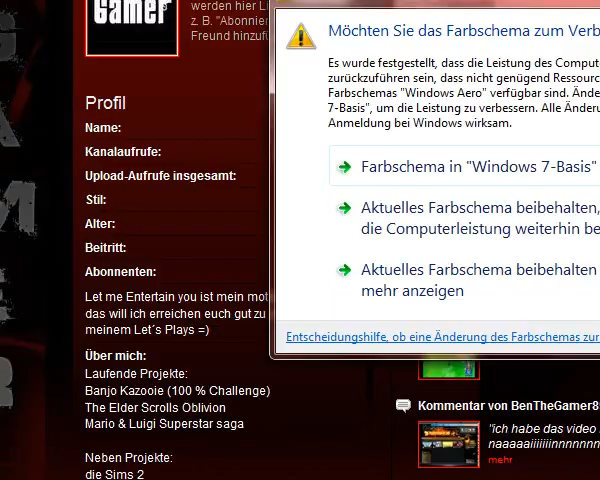 Gamer
werden hier
z. B. "Abonnier
Freund hinzufü
Profil
Name:
Kanalaufrufe:
Upload-Aufrufe insgesamt:
Stil:
Alter:
Beitritt:
Abonnenten:
Let me Entertain you ist mein mot
das will ich erreichen euch gut zu
meinem Let´s Plays =)
Über mich:
Laufende Projekte:
Banjo Kazooie (100 % Challenge)
The Elder Scrolls Oblivion
Mario & Luigi Superstar saga
Neben Projekte:
die Sims 2
Möchten Sie das Farbschema zum Verb
Es wurde festgestellt, dass die Leistung des Compute
zurückzuführen sein, dass nicht genügend Ressourc
Farbschemas "Windows Aero" verfügbar sind. Ände
7-Basis", um die Leistung zu verbessern. Alle Änderu
Anmeldung bei Windows wirksam.
Farbschema in "Windows 7-Basis"
Aktuelles Farbschema beibehalten,
die Computerleistung weiterhin be
Aktuelles Farbschema beibehalten
mehr anzeigen
Entscheidungshilfe, ob eine Änderung des Farbschemas zur
Kommentar von BenTheGamer8
"ich habe das video
naaaaiiiiiiinnnnnnn
mehr